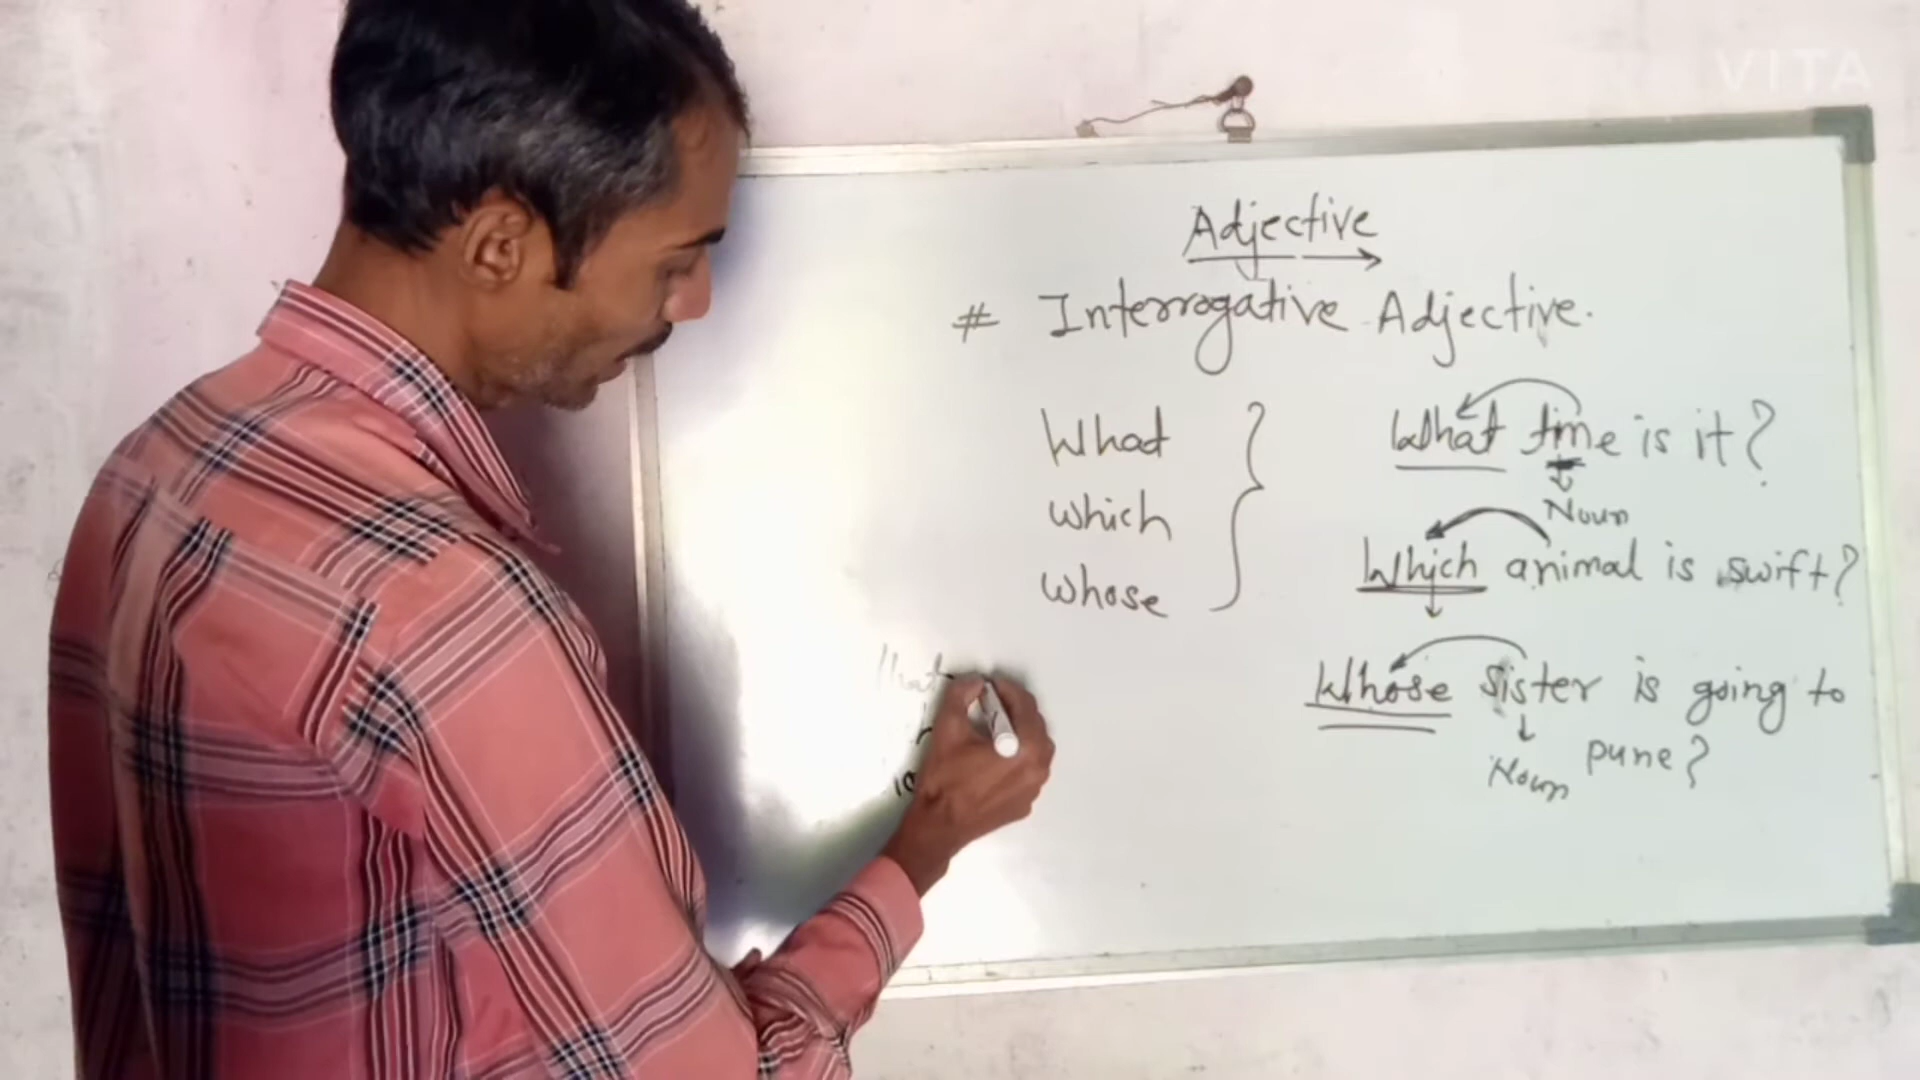 VITA
Adjective
# Interrogative Adjective.
What
which
whose
What time is it?
Noun
Which animal is swift?
Whose sister is going to
pune?
Noun